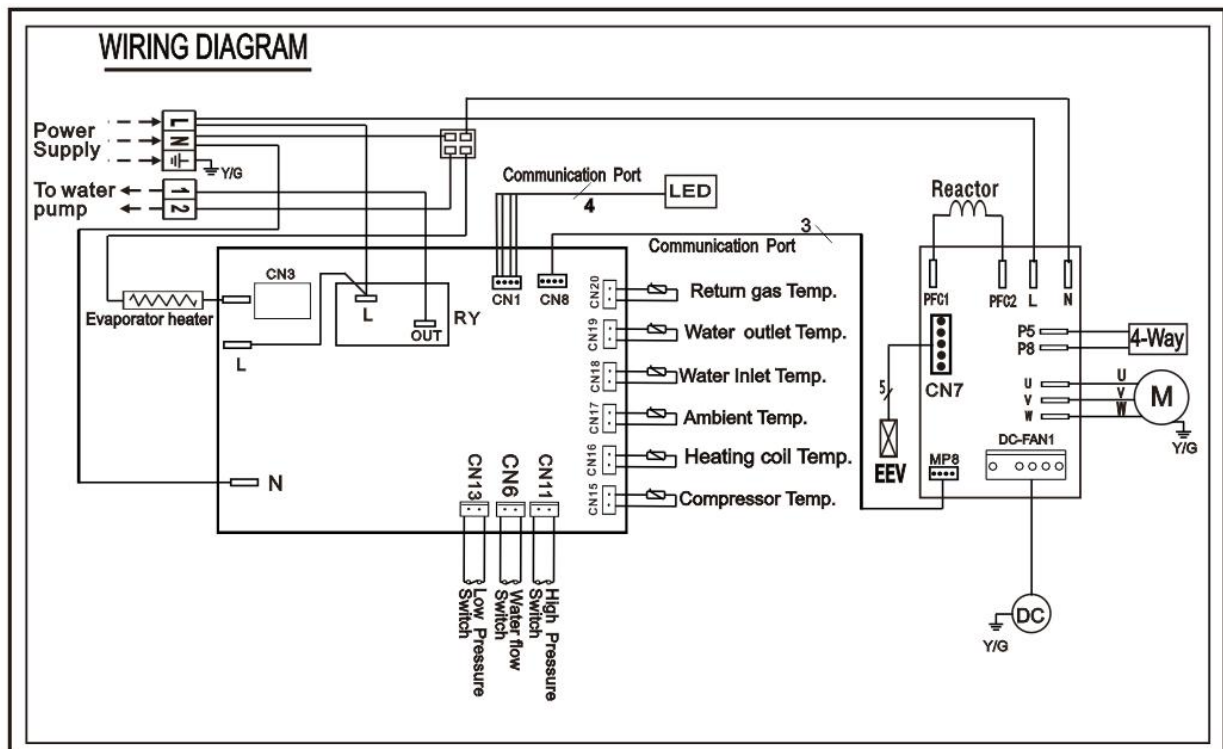 WIRING DIAGRAM
Power
Supply
L
N
Y/G
To water
pump
1
2
Communication Port
4
LED
3
Communication Port
Reactor
CN3
Evaporator heater
L
L
OUT
RY
CN1
CN8
N
CN20
Return gas Temp.
CN19
Water outlet Temp.
CN18
Water Inlet Temp.
CN17
Ambient Temp.
CN16
Heating coil Temp.
CN15
Compressor Temp.
CN13
CN6
CN11
Low Pressure
Switch
Water flow
Switch
High Pressure
Switch
PFC1
PFC2
L
N
P5
P8
4-Way
CN7
5
EEV
U
V
W
U
V
W
M
Y/G
DC-FAN1
MP8
DC
Y/G